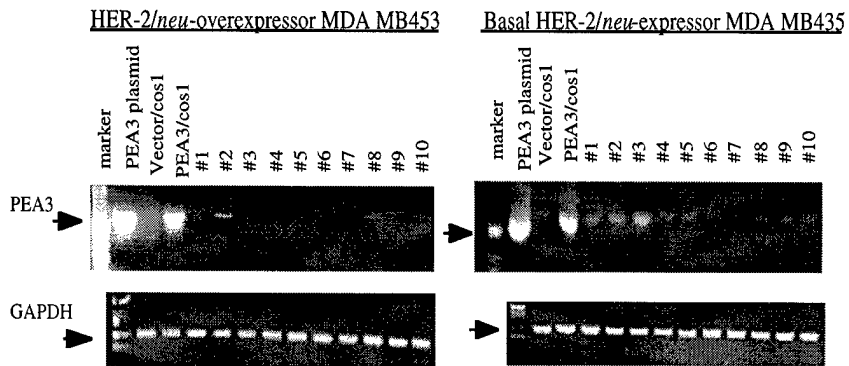 HER-2/neu-overexpressor MDA MB453
Basal HER-2/neu-expressor MDA MB435
marker
PEA3 plasmid
Vector/cos1
PEA3/cos1
#1
#2
#3
#4
#5
#6
#7
#8
#9
#10
marker
PEA3 plasmid
Vector/cos1
PEA3/cos1
#1
#2
#3
#4
#5
#6
#7
#8
#9
#10
PEA3
GAPDH